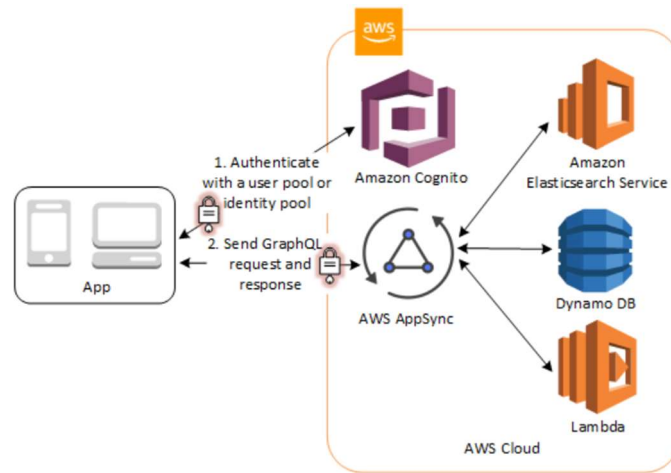 aws
1. Authenticate
with a user pool or
identity pool
Amazon Cognito
Amazon
Elasticsearch Service
2. Send GraphQL
request and
response
App
AWS AppSync
Dynamo DB
Lambda
AWS Cloud